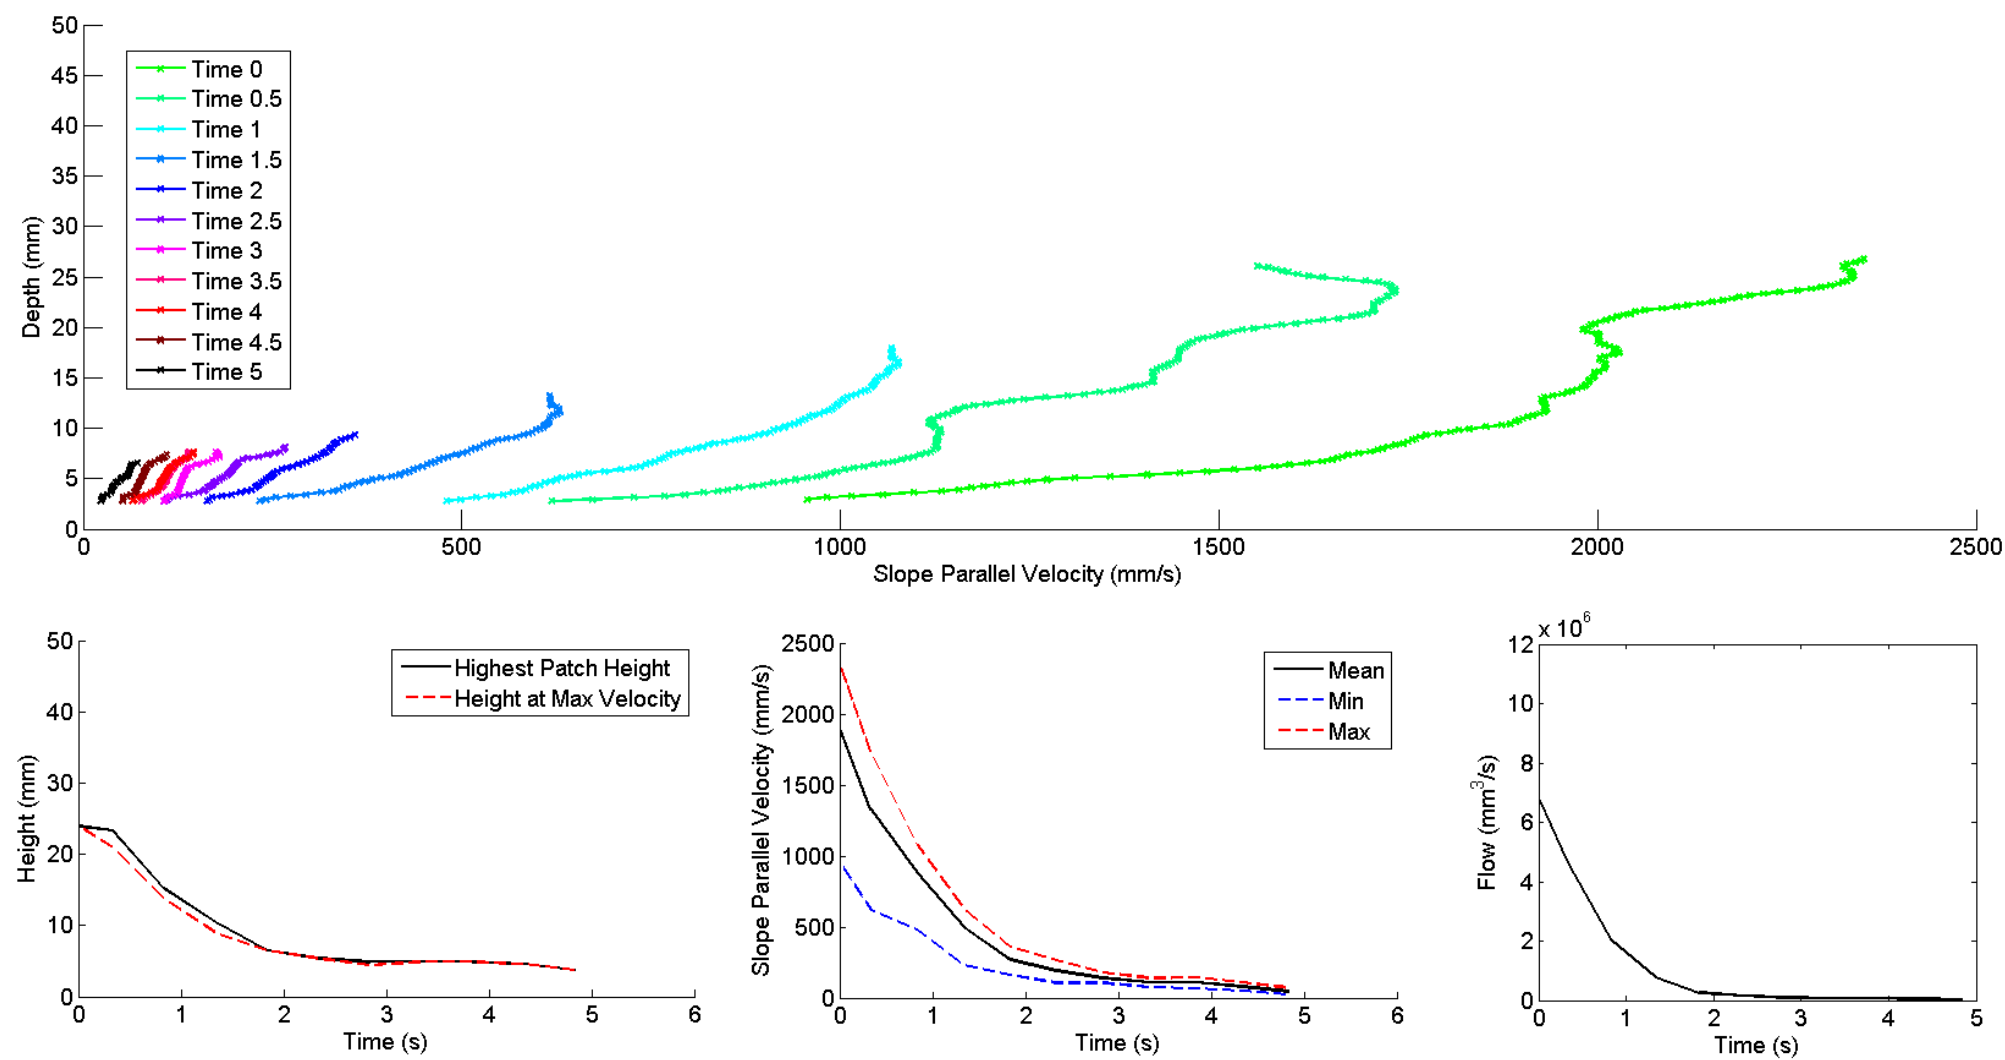 50
45
40
35
30
25
20
15
10
5
0
Depth (mm)
Time 0
Time 0.5
Time 1
Time 1.5
Time 2
Time 2.5
Time 3
Time 3.5
Time 4
Time 4.5
Time 5
0 500 1000 1500 2000 2500
Slope Parallel Velocity (mm/s)
50
40
30
20
10
0
Height (mm)
Highest Patch Height
Height at Max Velocity
0 1 2 3 4 5 6
Time (s)
2500
2000
1500
1000
500
0
Slope Parallel Velocity (mm/s)
Mean
Min
Max
0 1 2 3 4 5 6
Time (s)
x 10⁶
12
10
8
6
4
2
0
Flow (mm³/s)
0 1 2 3 4 5
Time (s)